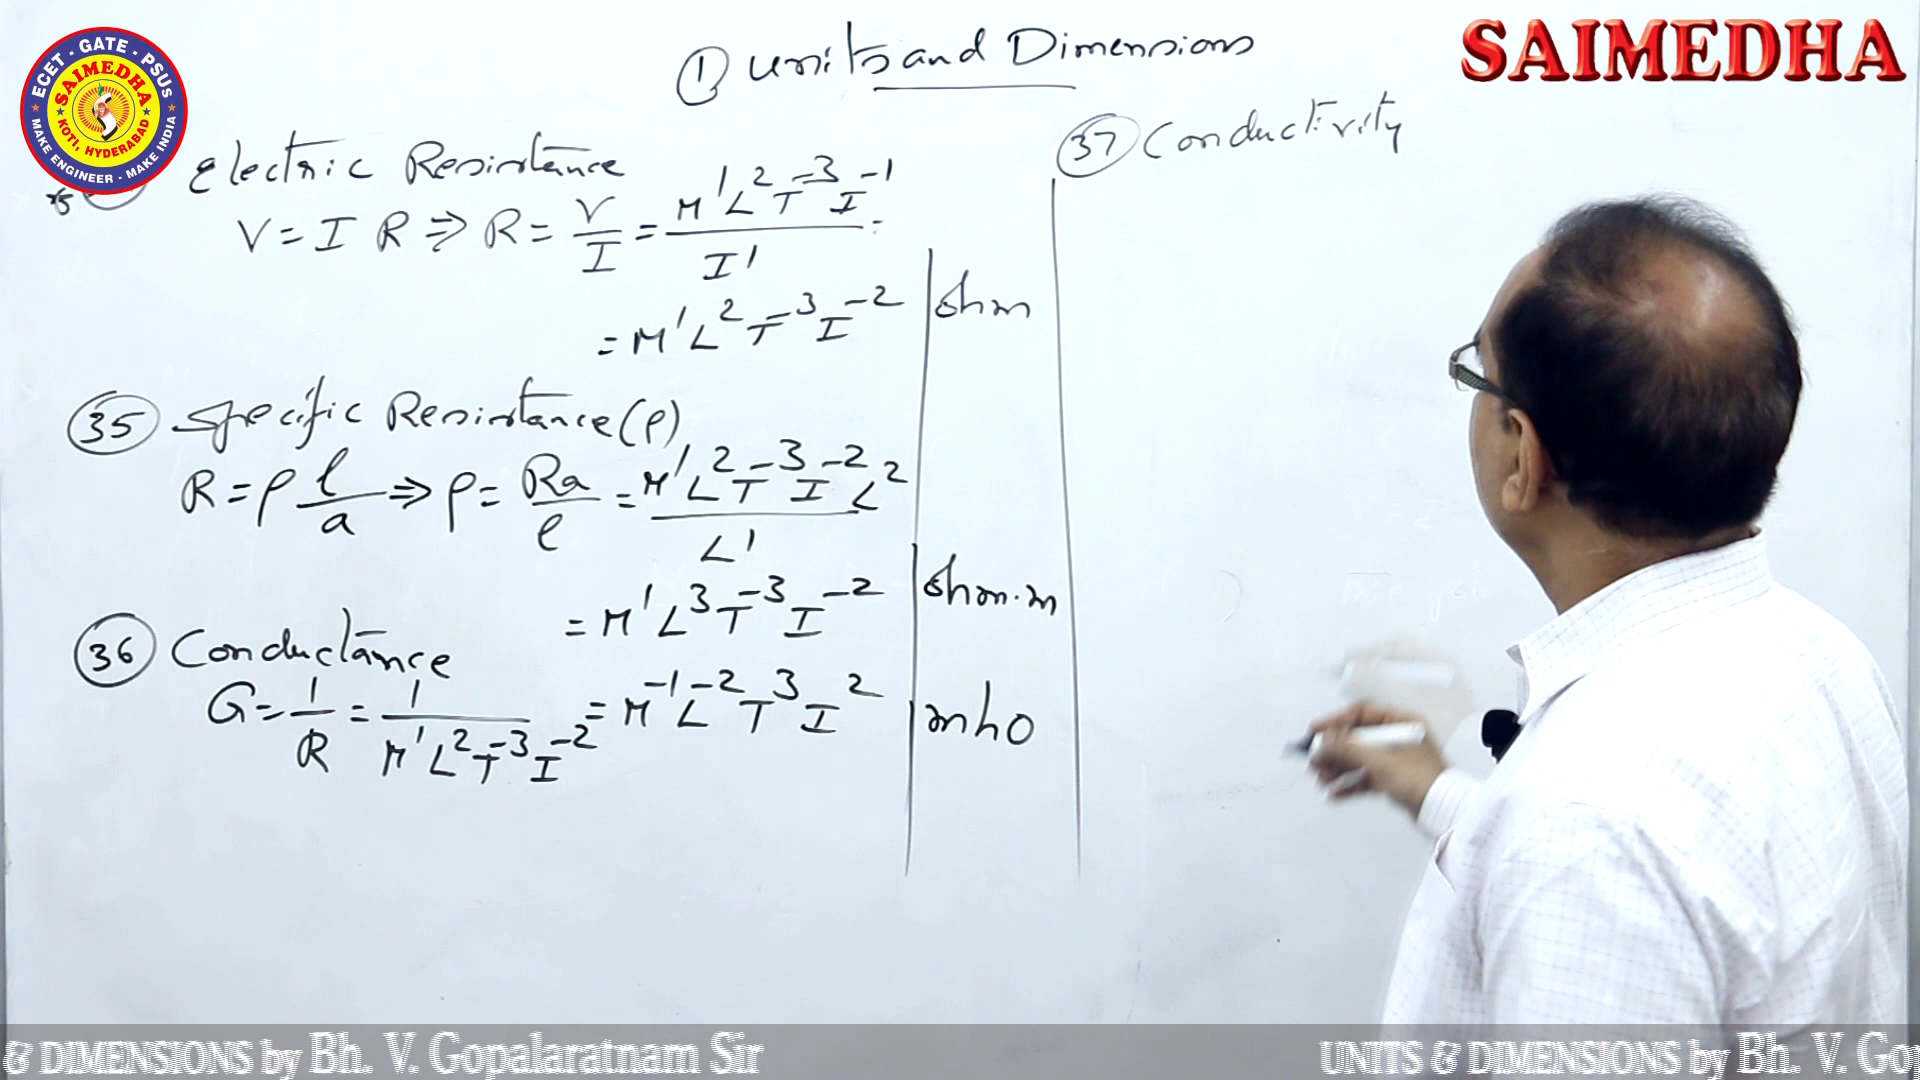 ECET - GATE - PSUS
SAIMEDHA
KOTI, HYDERABAD
MAKE ENGINEER - MAKE INDIA
SAIMEDHA
① units and Dimensions
Electric Resistance
V = I R ⇒ R = V/I = M¹L²T⁻³I⁻¹/I¹ =
= M¹L²T⁻³I⁻² | ohm
㉟ Specific Resistance (ρ)
R = ρ l/a ⇒ ρ = Ra/l = M¹L²T⁻³I⁻²L²/L¹
= M¹L³T⁻³I⁻² | ohm.m
㊱ Conductance
G = 1/R = 1/M¹L²T⁻³I⁻² = M⁻¹L⁻²T³I² | mho
㊲ Conductivity
& DIMENSIONS by Bh. V. Gopalaratnam Sir
UNITS & DIMENSIONS by Bh. V. Gop